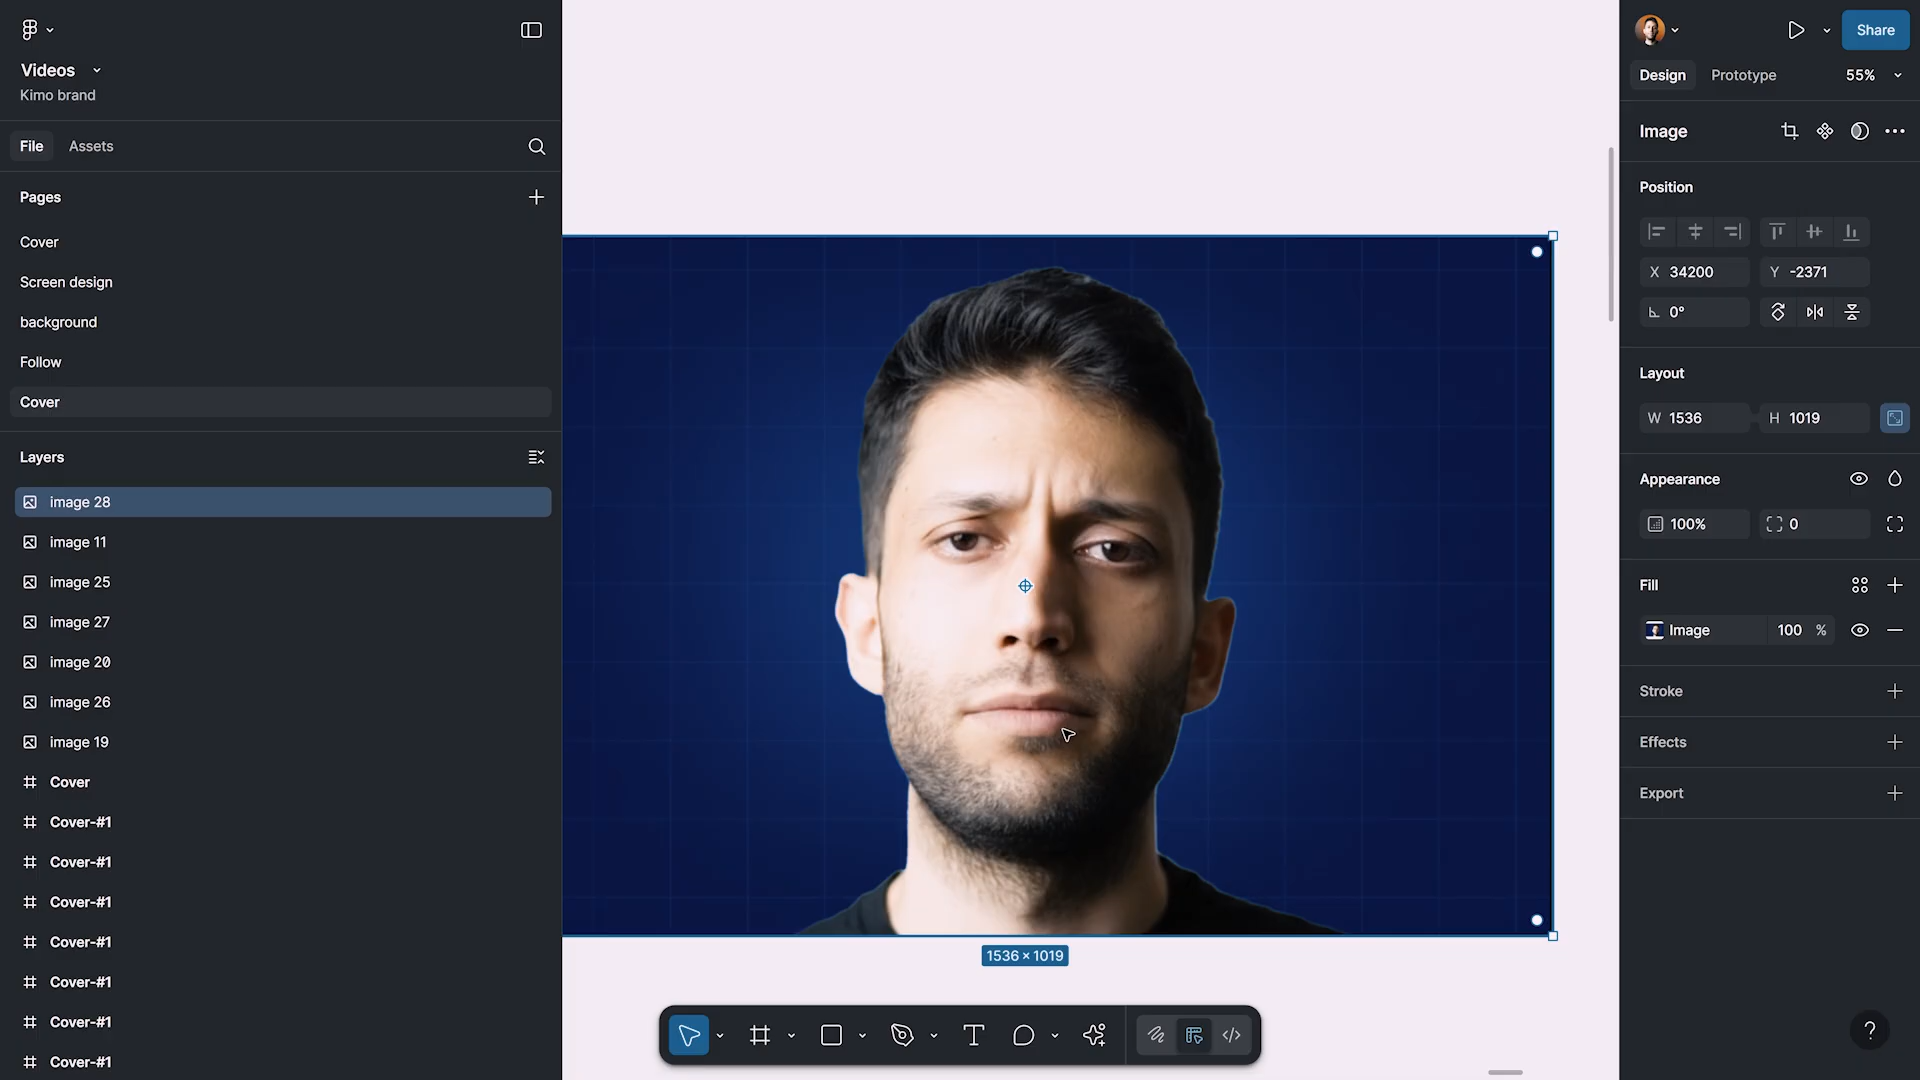 Videos
Kimo brand
File Assets
Pages
Cover
Screen design
background
Follow
Cover
Layers
image 28
image 11
image 25
image 27
image 20
image 26
image 19
Cover
Cover-#1
Cover-#1
Cover-#1
Cover-#1
Cover-#1
Cover-#1
Cover-#1
1536 × 1019
Share
Design Prototype 55%
Image
Position
X 34200 Y -2371
0°
Layout
W 1536 H 1019
Appearance
100% 0
Fill
Image 100 %
Stroke
Effects
Export
?